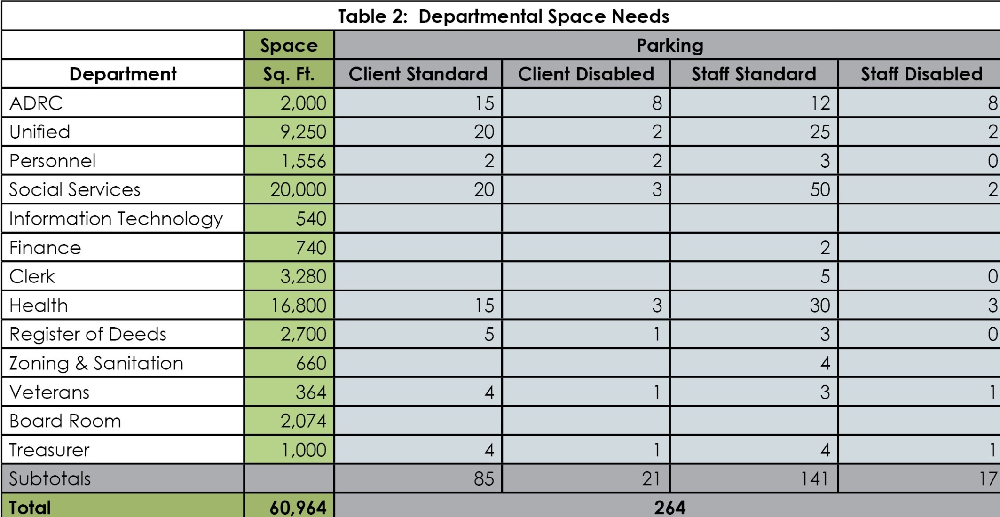 Table 2: Departmental Space Needs
Space Parking
Department Sq. Ft. Client Standard Client Disabled Staff Standard Staff Disabled
ADRC 2,000 15 8 12 8
Unified 9,250 20 2 25 2
Personnel 1,556 2 2 3 0
Social Services 20,000 20 3 50 2
Information Technology 540
Finance 740 2
Clerk 3,280 5 0
Health 16,800 15 3 30 3
Register of Deeds 2,700 5 1 3 0
Zoning & Sanitation 660 4
Veterans 364 4 1 3 1
Board Room 2,074
Treasurer 1,000 4 1 4 1
Subtotals 85 21 141 17
Total 60,964 264